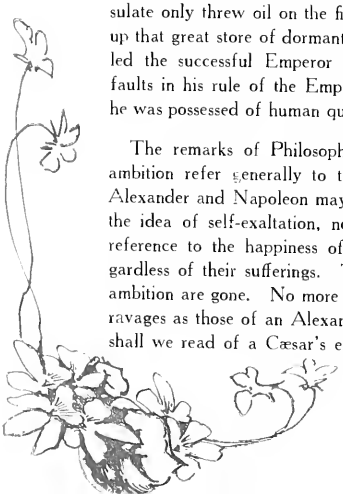 sulate only threw oil on the fi
up that great store of dormant
led the successful Emperor
faults in his rule of the Emp
he was possessed of human qu
The remarks of Philosoph
ambition refer generally to t
Alexander and Napoleon may
the idea of self-exaltation, n
reference to the happiness of
gardless of their sufferings. T
ambition are gone. No more
ravages as those of an Alexan
shall we read of a Cæsar's e